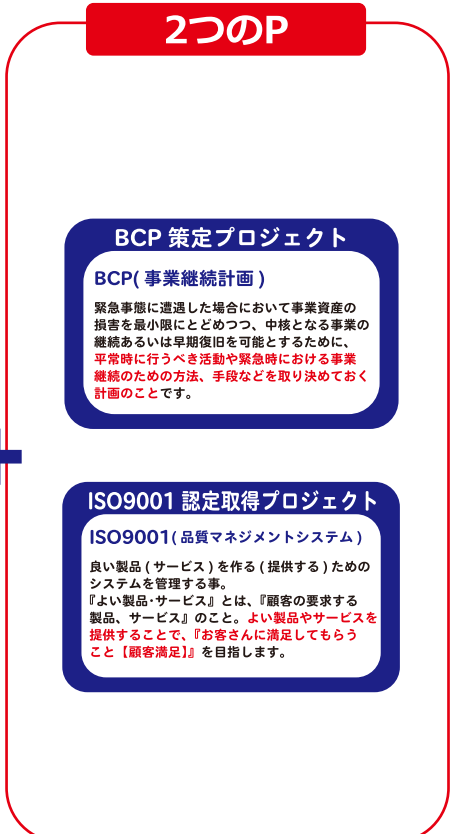 2つのP
BCP 策定プロジェクト
BCP( 事業継続計画 )
緊急事態に遭遇した場合において事業資産の
損害を最小限にとどめつつ、中核となる事業の
継続あるいは早期復旧を可能とするために、
平常時に行うべき活動や緊急時における事業
継続のための方法、手段などを取り決めておく
計画のことです。
ISO9001 認定取得プロジェクト
ISO9001( 品質マネジメントシステム )
良い製品 ( サービス ) を作る ( 提供する ) ための
システムを管理する事。
『よい製品・サービス』とは、『顧客の要求する
製品、サービス』のこと。よい製品やサービスを
提供することで、『お客さんに満足してもらう
こと【顧客満足】』を目指します。